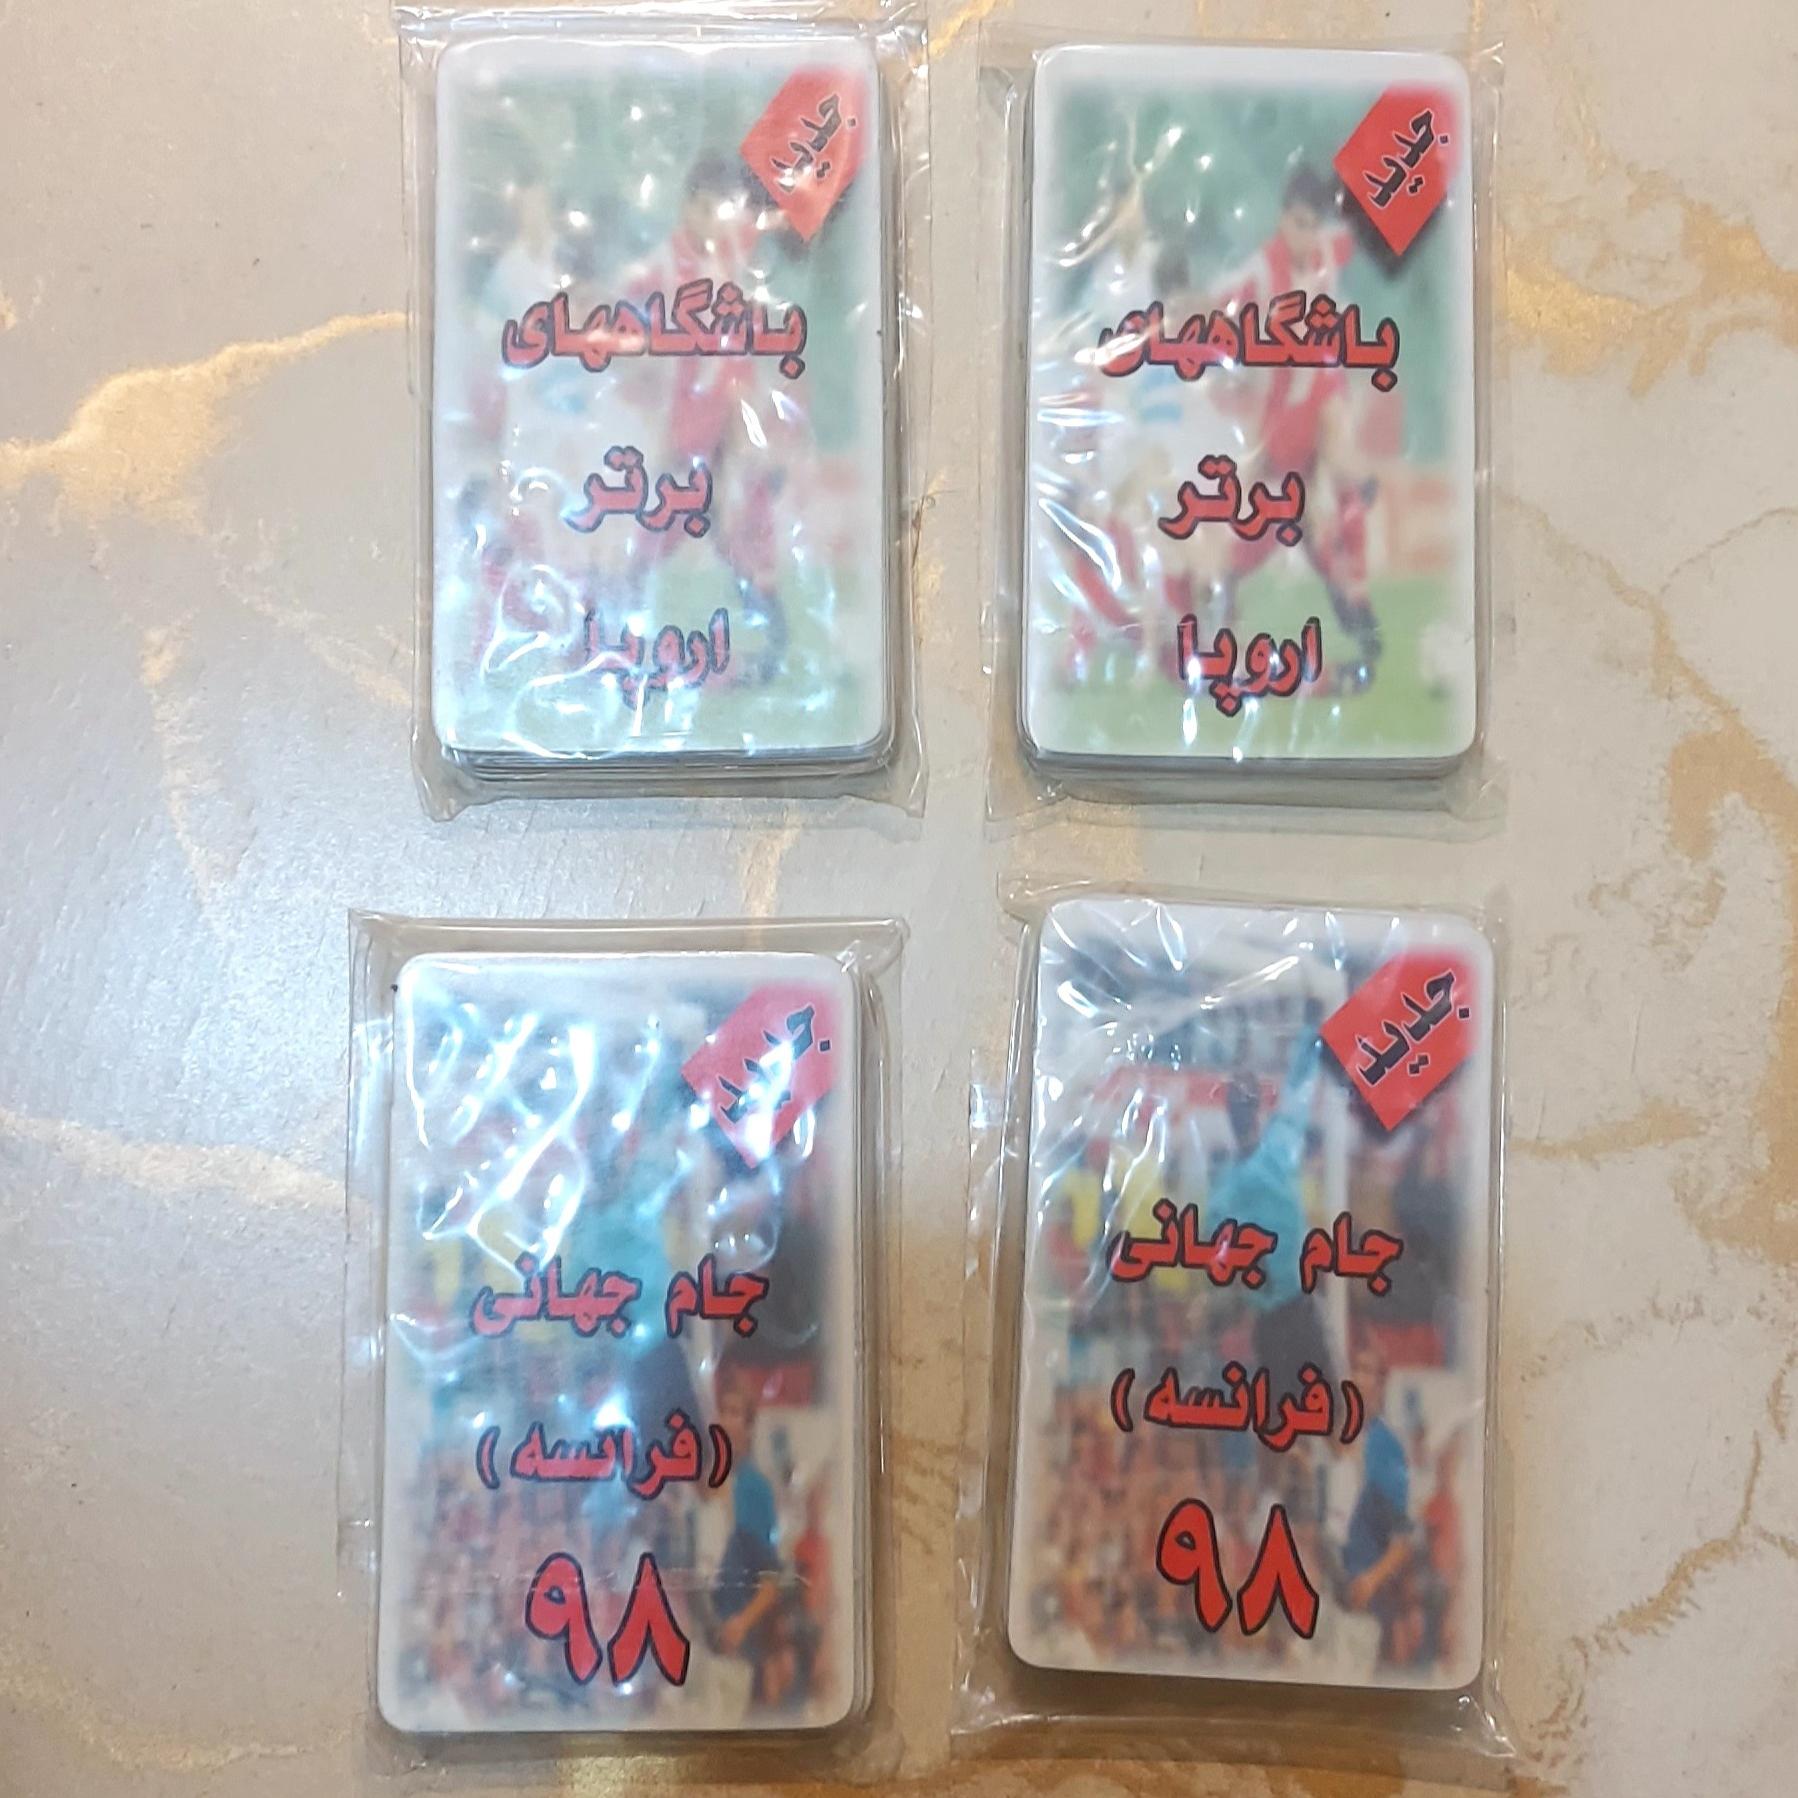 جدید
باشگاههای
برتر
اروپا
جدید
باشگاههای
برتر
اروپا
جدید
جام جهانی
(فرانسه)
۹۸
جدید
جام جهانی
(فرانسه)
۹۸